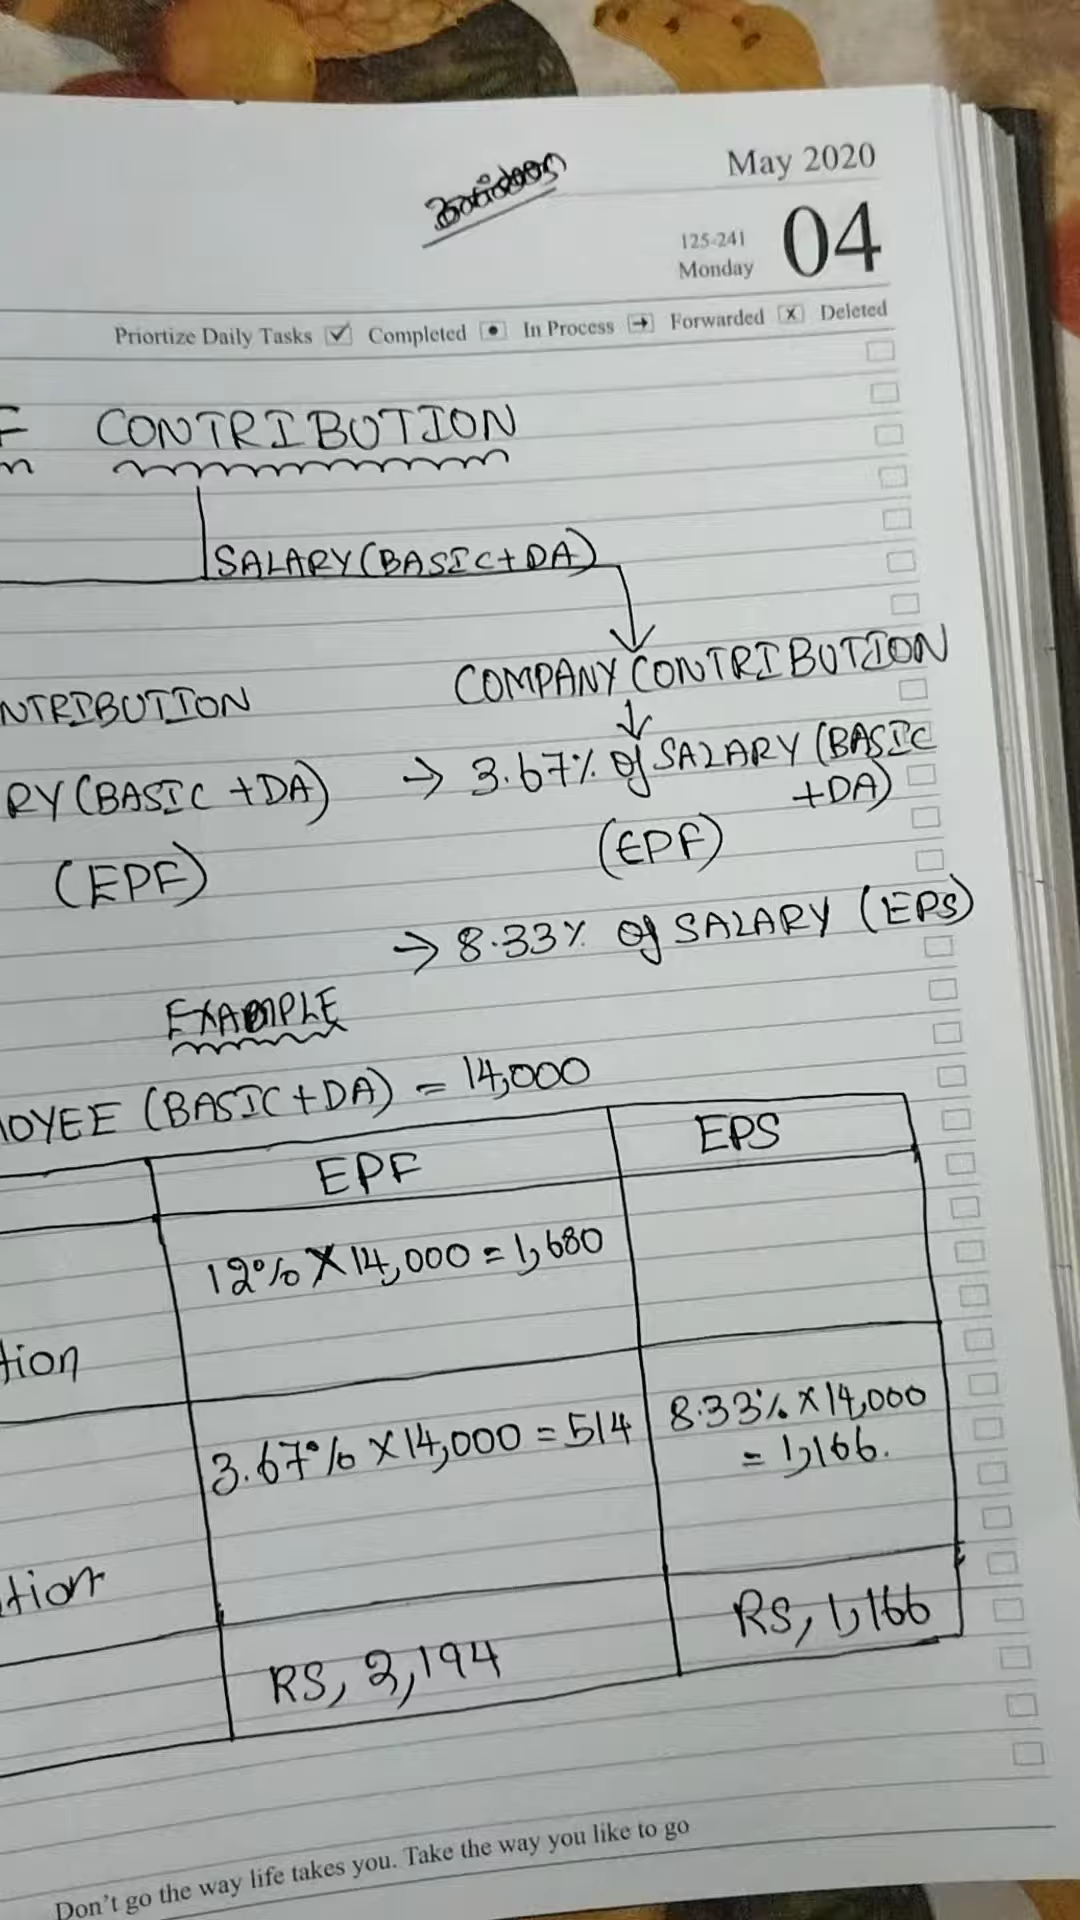 May 2020
125-241
Monday
04
Priortize Daily Tasks Completed In Process Forwarded X Deleted
CONTRIBUTION
SALARY (BASIC+DA)
NTRIBUTION
COMPANY CONTRIBUTION
RY (BASIC +DA)
→ 3.67% of SALARY (BASIC
+DA)
(EPF)
(EPF)
→ 8.33% of SALARY (EPS)
EXAMPLE
LOYEE (BASIC+DA) = 14,000
EPF
EPS
12% X 14,000 = 1,680
tion
3.67% X 14,000 = 514
8.33% X 14,000
= 1,166.
tion
RS, 2,194
RS, 1,166
Don't go the way life takes you. Take the way you like to go